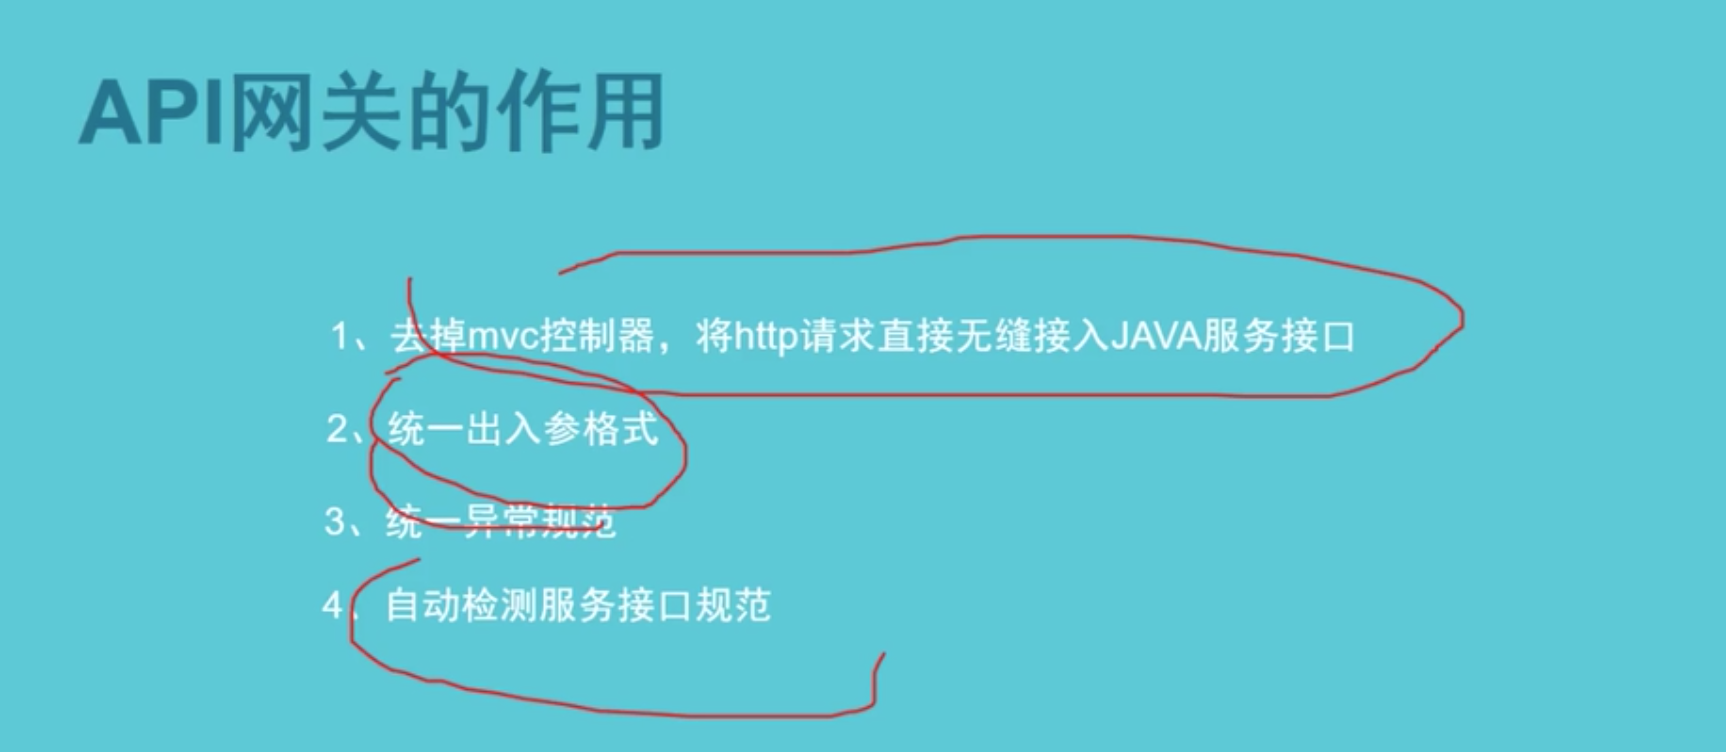 API网关的作用
1、去掉mvc控制器，将http请求直接无缝接入JAVA服务接口
2、统一出入参格式
3、统一异常规范
4、自动检测服务接口规范